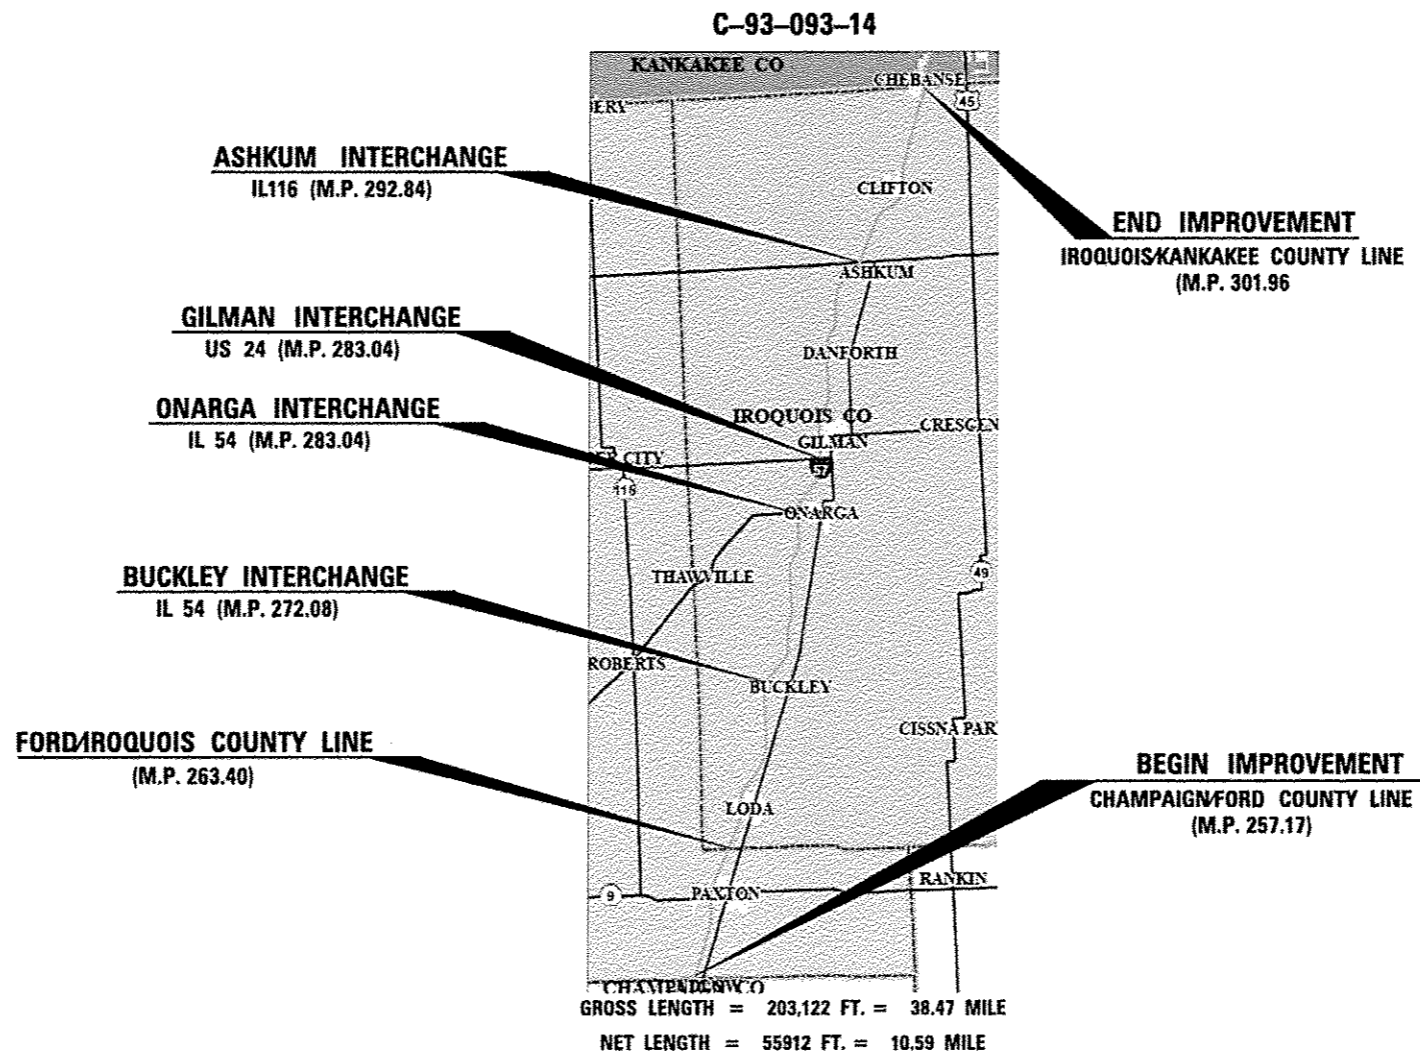 C-93-093-14
KANKAKEE CO
CHEBANSE
45
ASHKUM INTERCHANGE
IL116 (M.P. 292.84)
CLIFTON
END IMPROVEMENT
IROQUOIS/KANKAKEE COUNTY LINE
(M.P. 301.96
ASHKUM
GILMAN INTERCHANGE
US 24 (M.P. 283.04)
DANFORTH
ONARGA INTERCHANGE
IL 54 (M.P. 283.04)
IROQUOIS CO
CRESCEN
GILMAN
CITY
57
116
ONARGA
BUCKLEY INTERCHANGE
IL 54 (M.P. 272.08)
THAWVILLE
49
ROBERTS
BUCKLEY
CISSNA PAR
FORD/IROQUOIS COUNTY LINE
(M.P. 263.40)
BEGIN IMPROVEMENT
CHAMPAIGN/FORD COUNTY LINE
(M.P. 257.17)
LODA
RANKIN
9
PAXTON
GROSS LENGTH = 203,122 FT. = 38.47 MILE
NET LENGTH = 55912 FT. = 10.59 MILE